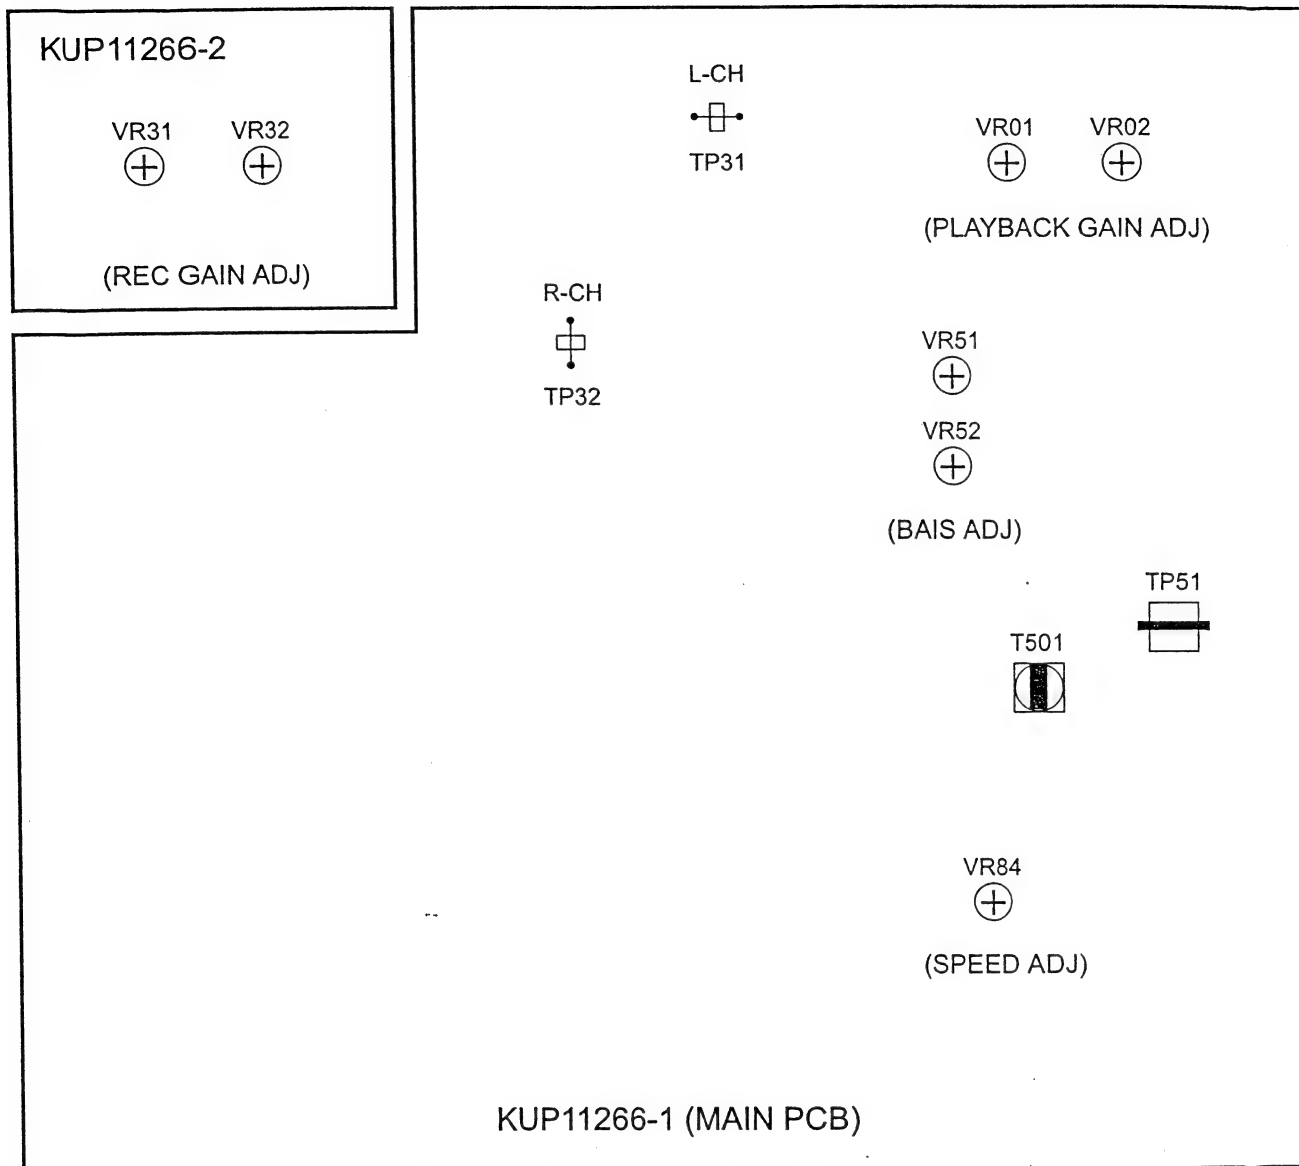 KUP11266-2
VR31
VR32
(REC GAIN ADJ)
L-CH
TP31
R-CH
TP32
VR01
VR02
(PLAYBACK GAIN ADJ)
VR51
VR52
(BAIS ADJ)
TP51
T501
VR84
(SPEED ADJ)
KUP11266-1 (MAIN PCB)